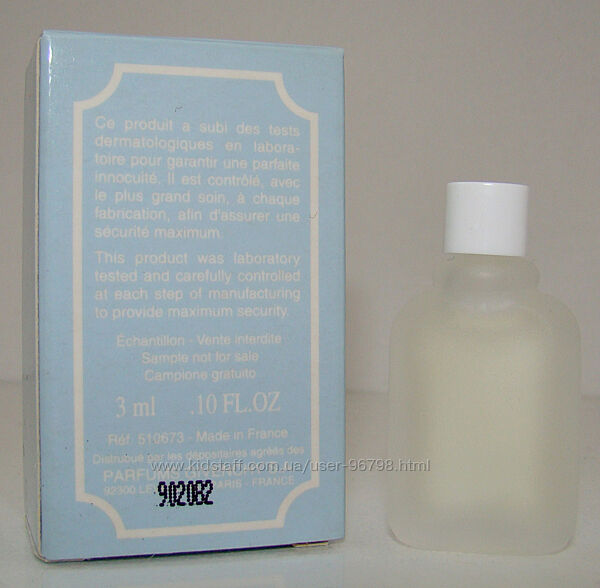 Ce produit a subi des tests
dermatologiques en labora-
toire pour garantir une parfaite
innocuité. Il est contrôlé, avec
le plus grand soin, à chaque
fabrication, afin d'assurer une
sécurité maximum.
This product was laboratory
tested and carefully controlled
at each step of manufacturing
to provide maximum security.
Échantillon - Vente interdite
Sample not for sale
Campione gratuito
3 ml .10 FL.OZ
Réf. 510673 - Made in France
Distribué par les dépositaires agréés des
www.kidstaff.com.ua/user-96798.html
PARFUMS
92300 - FRANCE
902082